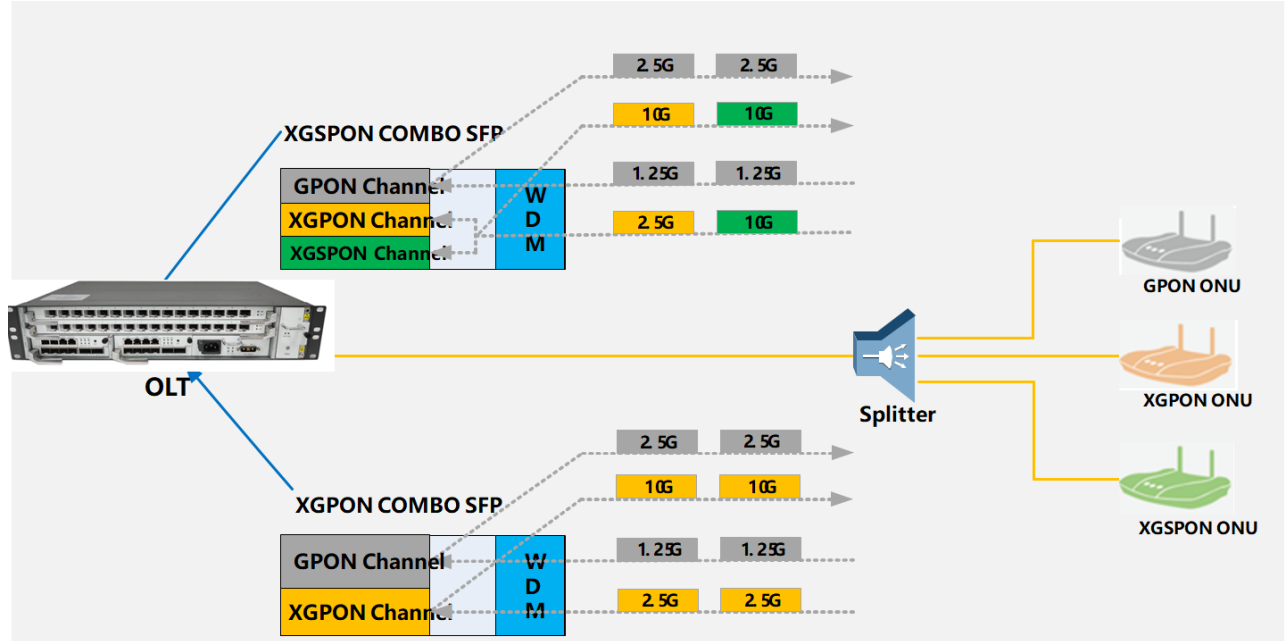 2. 5G 2. 5G
10G 10G
XGSPON COMBO SFP
1. 25G 1. 25G
GPON Channel
W
D
M
XGPON Channel
2. 5G 10G
XGSPON Channel
GPON ONU
OLT
XGPON ONU
Splitter
2. 5G 2. 5G
10G 10G
XGPON COMBO SFP
XGSPON ONU
1. 25G 1. 25G
GPON Channel
W
D
M
XGPON Channel
2. 5G 2. 5G